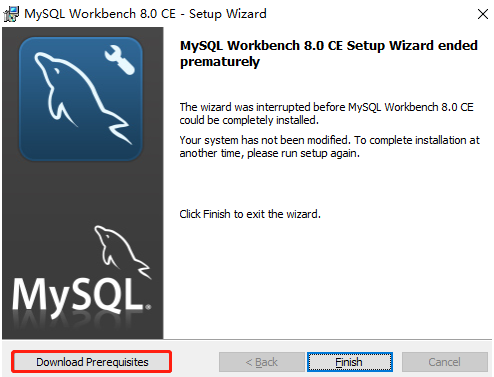 MySQL Workbench 8.0 CE - Setup Wizard
MySQL Workbench 8.0 CE Setup Wizard ended
prematurely
The wizard was interrupted before MySQL Workbench 8.0 CE
could be completely installed.
Your system has not been modified. To complete installation at
another time, please run setup again.
Click Finish to exit the wizard.
MySQL®
Download Prerequisites
< Back
Finish
Cancel